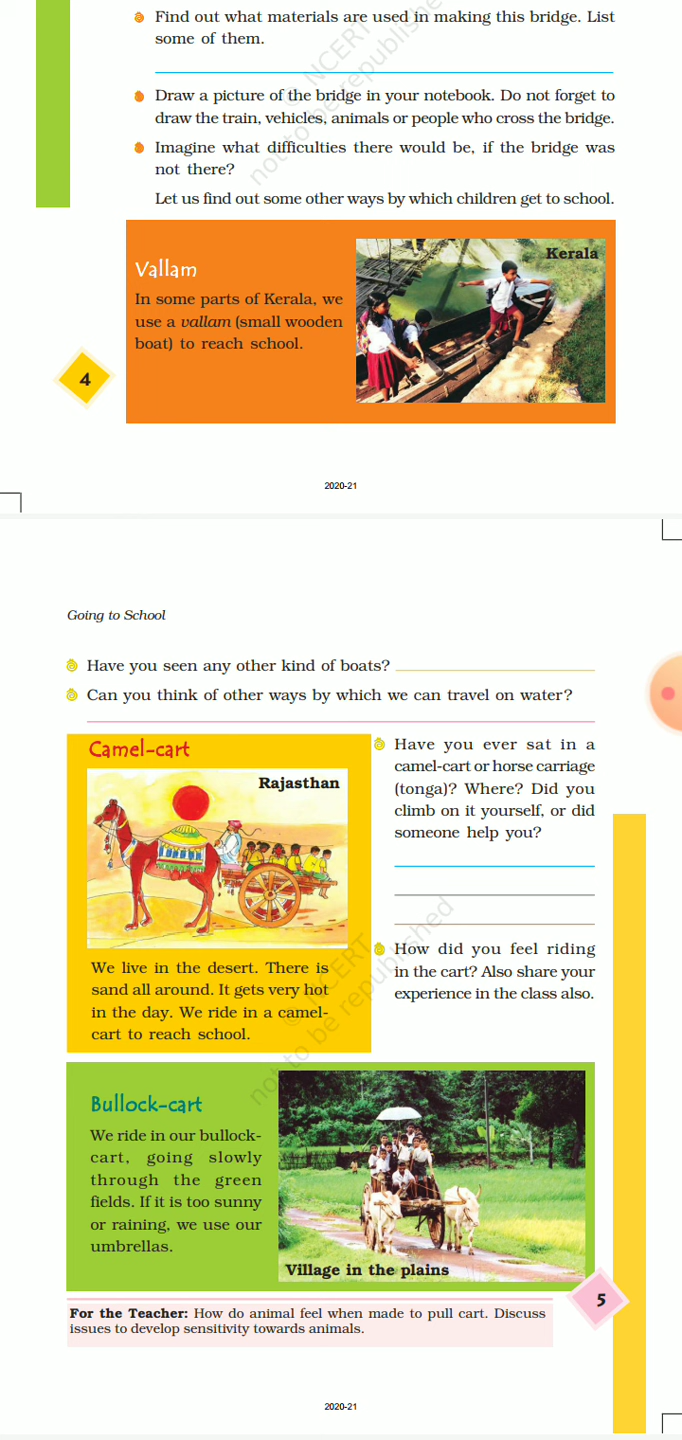 Find out what materials are used in making this bridge. List
some of them.
Draw a picture of the bridge in your notebook. Do not forget to
draw the train, vehicles, animals or people who cross the bridge.
Imagine what difficulties there would be, if the bridge was
not there?
Let us find out some other ways by which children get to school.
Vallam
In some parts of Kerala, we
use a vallam (small wooden
boat) to reach school.
Kerala
4
© NCERT
not to be republished
2020-21
Going to School
Have you seen any other kind of boats?
Can you think of other ways by which we can travel on water?
Camel-cart
Rajasthan
We live in the desert. There is
sand all around. It gets very hot
in the day. We ride in a camel-
cart to reach school.
Have you ever sat in a
camel-cart or horse carriage
(tonga)? Where? Did you
climb on it yourself, or did
someone help you?
How did you feel riding
in the cart? Also share your
experience in the class also.
© NCERT
not to be republished
Bullock-cart
We ride in our bullock-
cart, going slowly
through the green
fields. If it is too sunny
or raining, we use our
umbrellas.
Village in the plains
5
For the Teacher: How do animal feel when made to pull cart. Discuss
issues to develop sensitivity towards animals.
2020-21